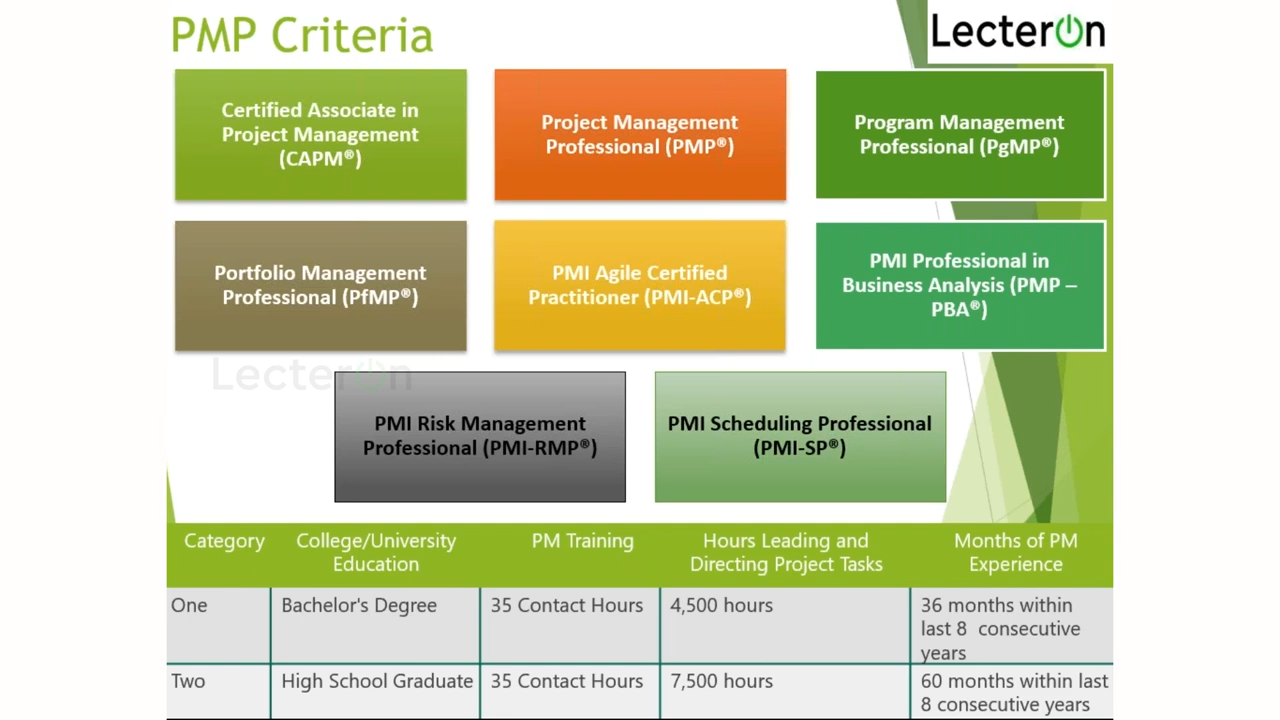 PMP Criteria
LecterOn
Certified Associate in
Project Management
(CAPM®)
Project Management
Professional (PMP®)
Program Management
Professional (PgMP®)
Portfolio Management
Professional (PfMP®)
PMI Agile Certified
Practitioner (PMI-ACP®)
PMI Professional in
Business Analysis (PMP –
PBA®)
LecterOn
PMI Risk Management
Professional (PMI-RMP®)
PMI Scheduling Professional
(PMI-SP®)
Category
College/University
Education
PM Training
Hours Leading and
Directing Project Tasks
Months of PM
Experience
One
Bachelor's Degree
35 Contact Hours
4,500 hours
36 months within
last 8 consecutive
years
Two
High School Graduate
35 Contact Hours
7,500 hours
60 months within last
8 consecutive years